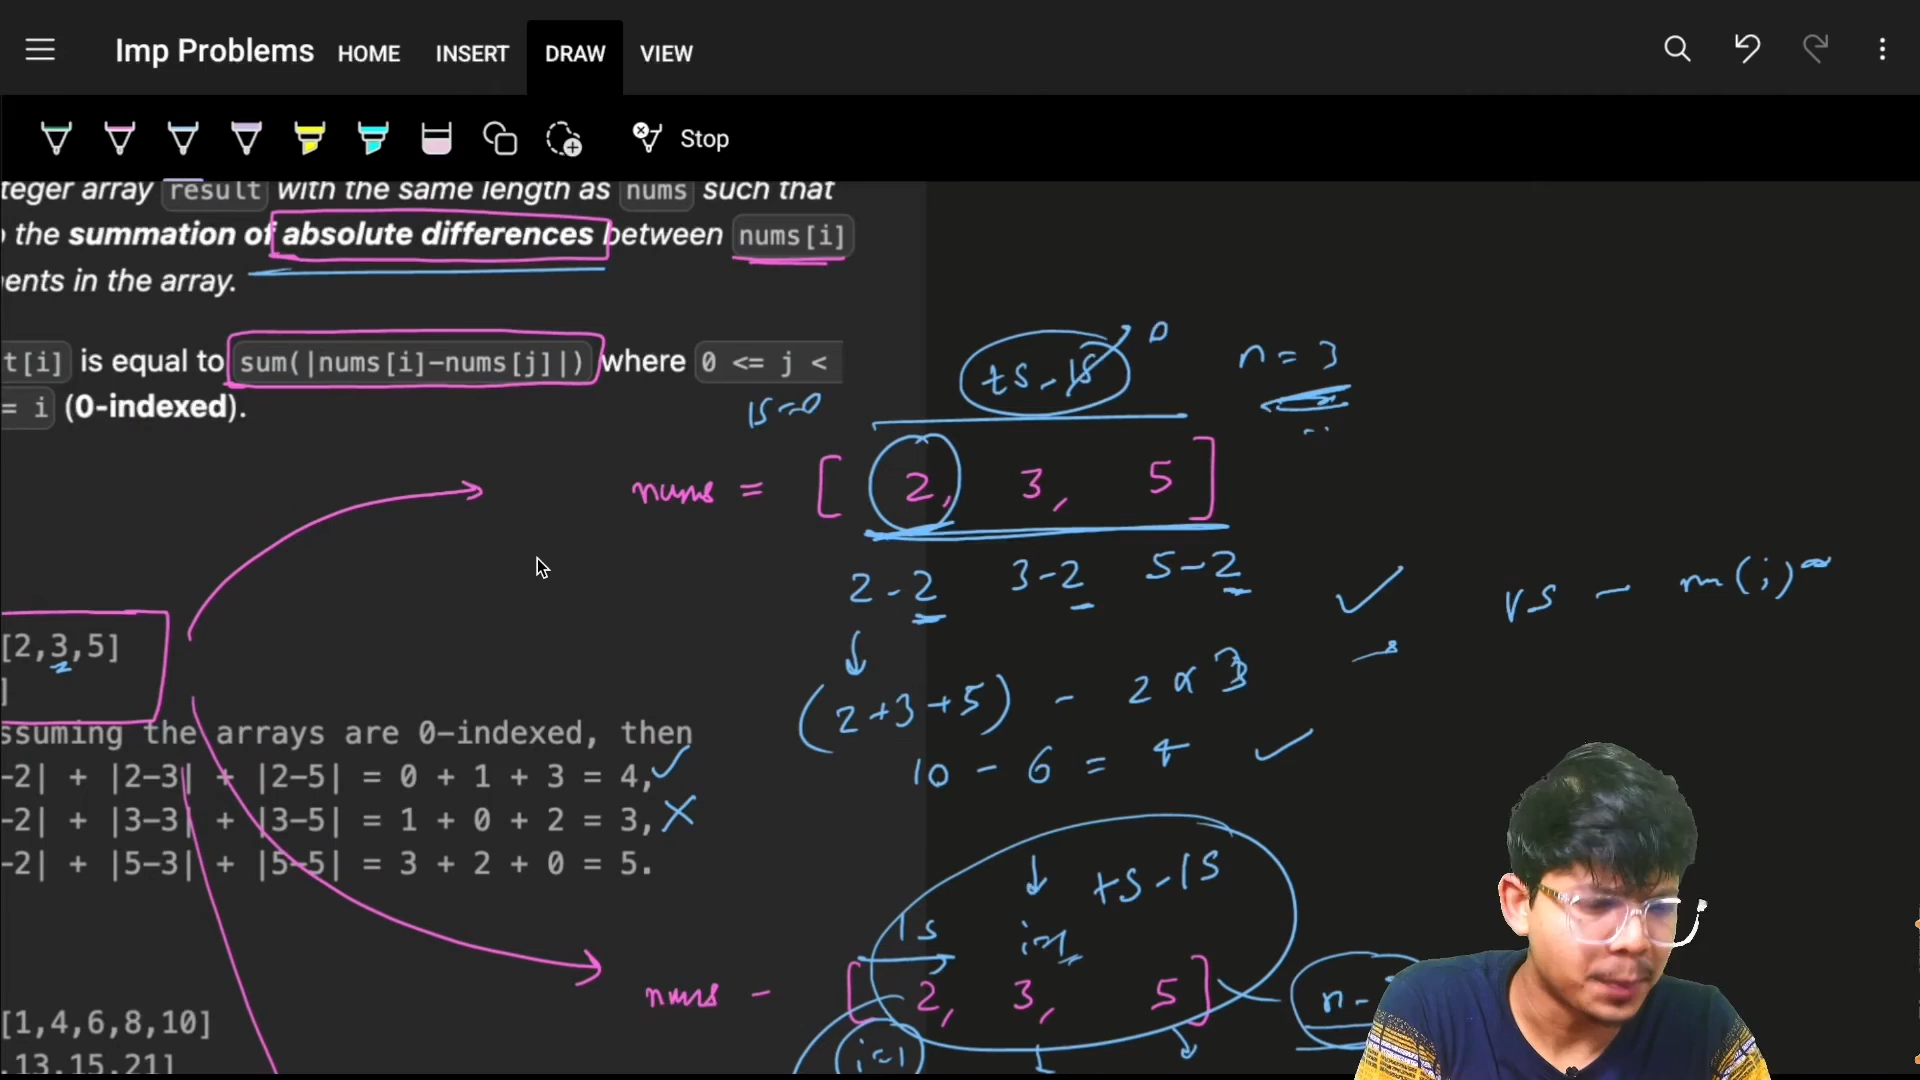 Imp Problems HOME INSERT DRAW VIEW
Stop
teger array result with the same length as nums such that
o the summation of absolute differences between nums[i]
ents in the array.
t[i] is equal to sum(|nums[i]-nums[j]|) where 0 <= j <
= i (0-indexed).
ts - ls 0
n = 3
ls = 0
nums = [ 2, 3, 5 ]
2-2 3-2 5-2
(2+3+5) - 2 * 3
10 - 6 = 4
[2,3,5]
]
ssuming the arrays are 0-indexed, then
-2| + |2-3| + |2-5| = 0 + 1 + 3 = 4,
-2| + |3-3| + |3-5| = 1 + 0 + 2 = 3,
-2| + |5-3| + |5-5| = 3 + 2 + 0 = 5.
ts - ls
ls
nums - [ 2, 3, 5 ]
n -
i=1
[1,4,6,8,10]
,13,15,21]